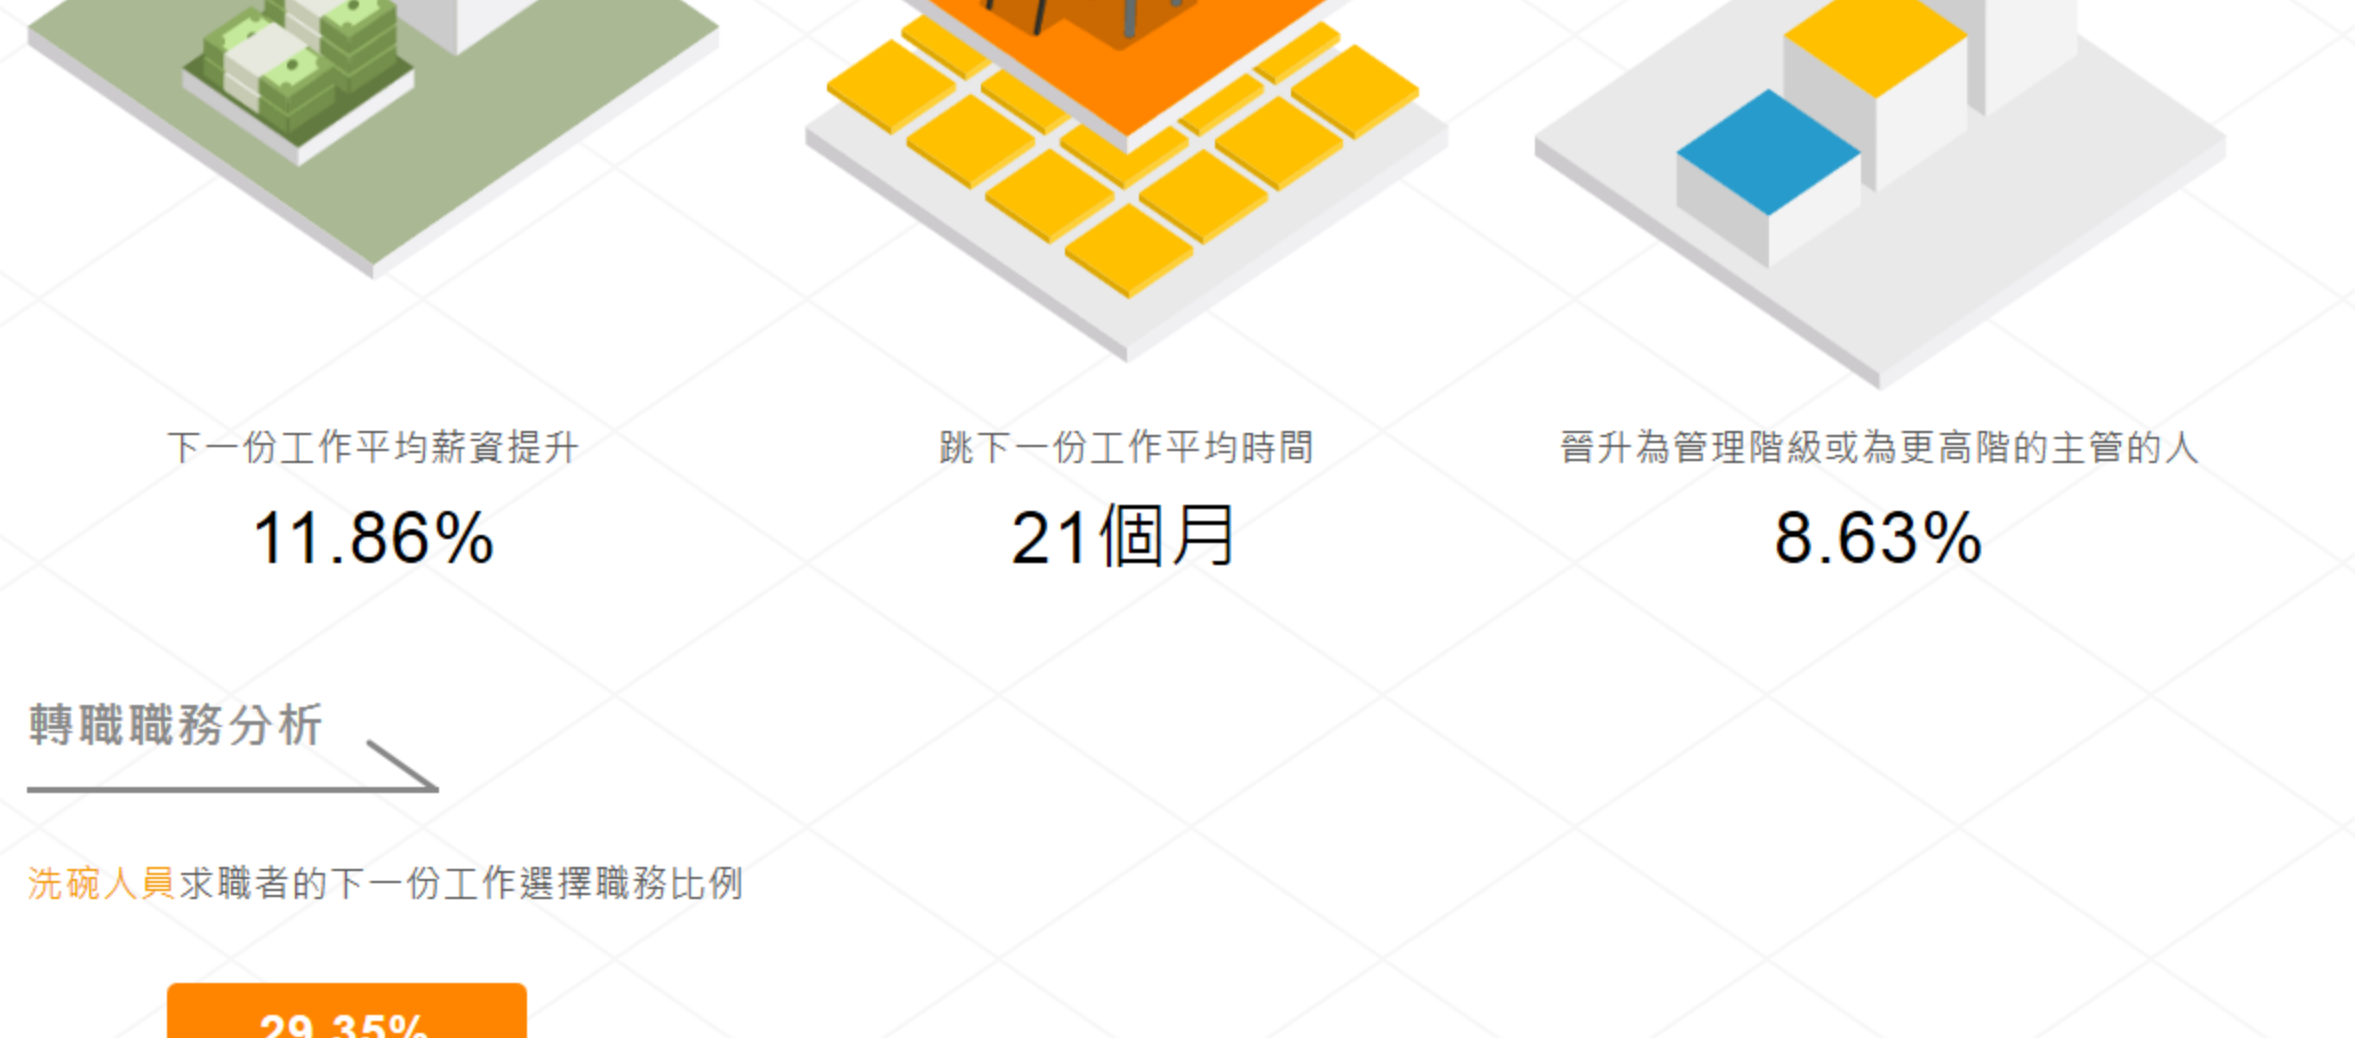 下一份工作平均薪資提升
跳下一份工作平均時間
晉升為管理階級或為更高階的主管的人
11.86%
21個月
8.63%
轉職職務分析
洗碗人員求職者的下一份工作選擇職務比例
29.35%